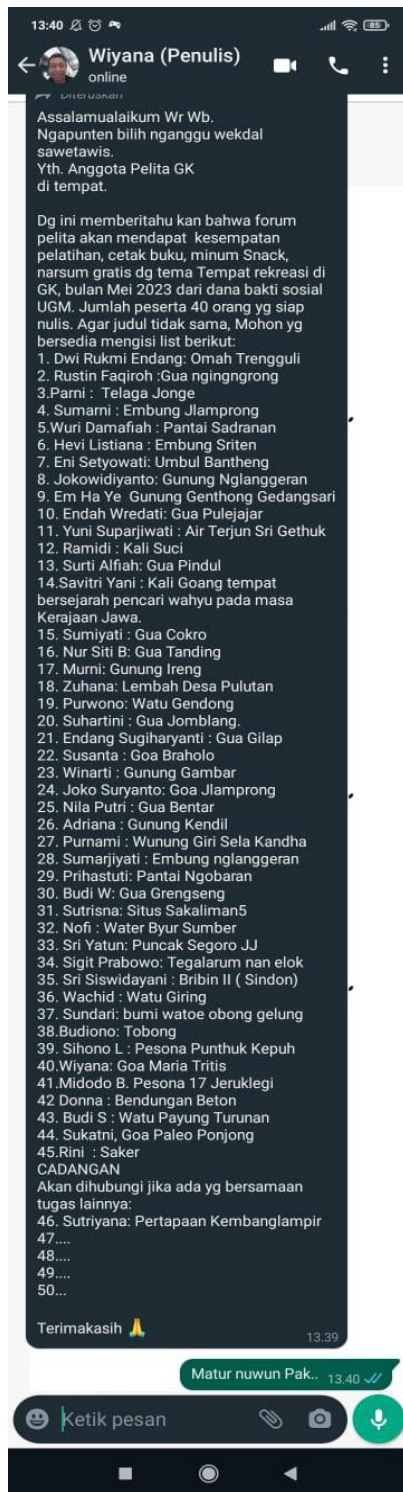 13:40
85
Wiyana (Penulis)
online
Diteruskan
Assalamualaikum Wr Wb.
Ngapunten bilih nganggu wekdal
sawetawis.
Yth. Anggota Pelita GK
di tempat.
Dg ini memberitahu kan bahwa forum
pelita akan mendapat kesempatan
pelatihan, cetak buku, minum Snack,
narsum gratis dg tema Tempat rekreasi di
GK, bulan Mei 2023 dari dana bakti sosial
UGM. Jumlah peserta 40 orang yg siap
nulis. Agar judul tidak sama, Mohon yg
bersedia mengisi list berikut:
1. Dwi Rukmi Endang: Omah Trengguli
2. Rustin Faqiroh :Gua ngingngrong
3.Parni : Telaga Jonge
4. Sumarni : Embung Jlamprong
5.Wuri Damafiah : Pantai Sadranan
6. Hevi Listiana : Embung Sriten
7. Eni Setyowati: Umbul Bantheng
8. Jokowidiyanto: Gunung Nglanggeran
9. Em Ha Ye Gunung Genthong Gedangsari
10. Endah Wredati: Gua Pulejajar
11. Yuni Suparjiwati : Air Terjun Sri Gethuk
12. Ramidi : Kali Suci
13. Surti Alfiah: Gua Pindul
14.Savitri Yani : Kali Goang tempat
bersejarah pencari wahyu pada masa
Kerajaan Jawa.
15. Sumiyati : Gua Cokro
16. Nur Siti B: Gua Tanding
17. Murni: Gunung Ireng
18. Zuhana: Lembah Desa Pulutan
19. Purwono: Watu Gendong
20. Suhartini : Gua Jomblang.
21. Endang Sugiharyanti : Gua Gilap
22. Susanta : Goa Braholo
23. Winarti : Gunung Gambar
24. Joko Suryanto: Goa Jlamprong
25. Nila Putri : Gua Bentar
26. Adriana : Gunung Kendil
27. Purnami : Wunung Giri Sela Kandha
28. Sumarjiyati : Embung nglanggeran
29. Prihastuti: Pantai Ngobaran
30. Budi W: Gua Grengseng
31. Sutrisna: Situs Sakaliman5
32. Nofi : Water Byur Sumber
33. Sri Yatun: Puncak Segoro JJ
34. Sigit Prabowo: Tegalarum nan elok
35. Sri Siswidayani : Bribin II ( Sindon)
36. Wachid : Watu Giring
37. Sundari: bumi watoe obong gelung
38.Budiono: Tobong
39. Sihono L : Pesona Punthuk Kepuh
40.Wiyana: Goa Maria Tritis
41.Midodo B. Pesona 17 Jeruklegi
42 Donna : Bendungan Beton
43. Budi S : Watu Payung Turunan
44. Sukatni, Goa Paleo Ponjong
45.Rini : Saker
CADANGAN
Akan dihubungi jika ada yg bersamaan
tugas lainnya:
46. Sutriyana: Pertapaan Kembanglampir
47....
48....
49....
50...
Terimakasih 🙏
13.39
Matur nuwun Pak.. 13.40
Ketik pesan